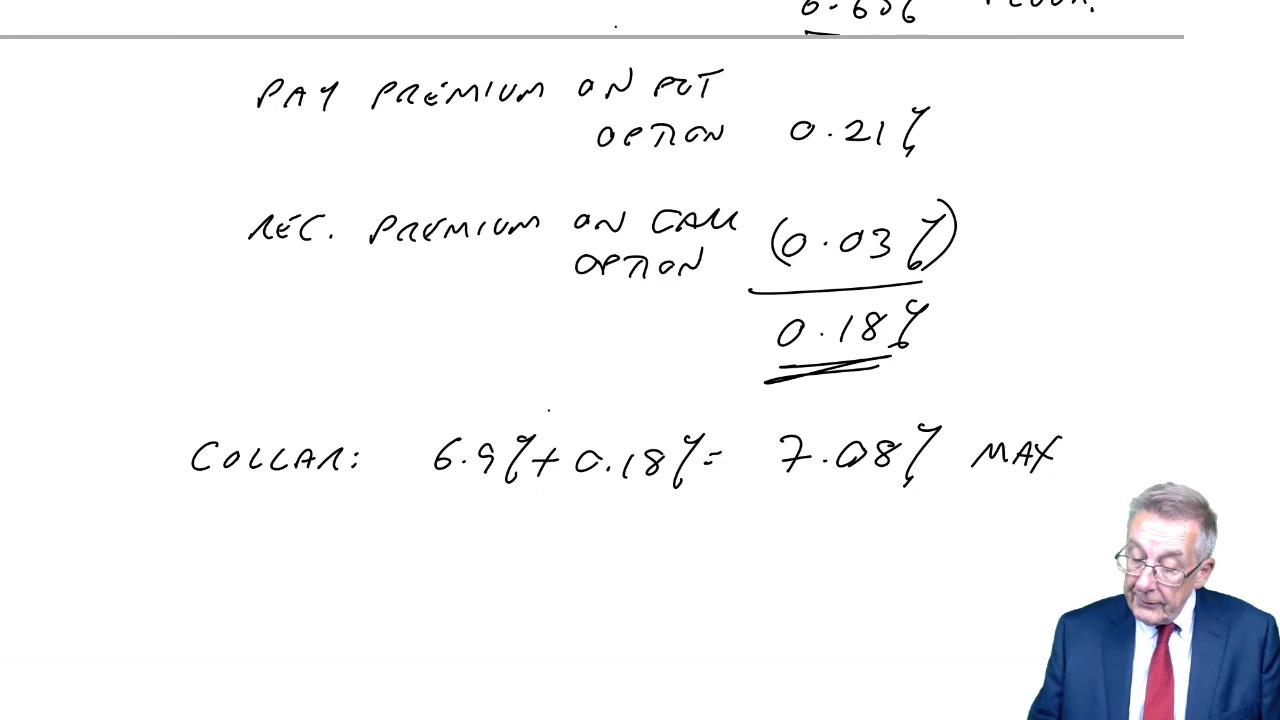 PAY PREMIUM ON PUT
OPTION 0.21%
REC. PREMIUM ON CALL
OPTION (0.03%)
0.18%
COLLAR: 6.9% + 0.18% = 7.08% MAX